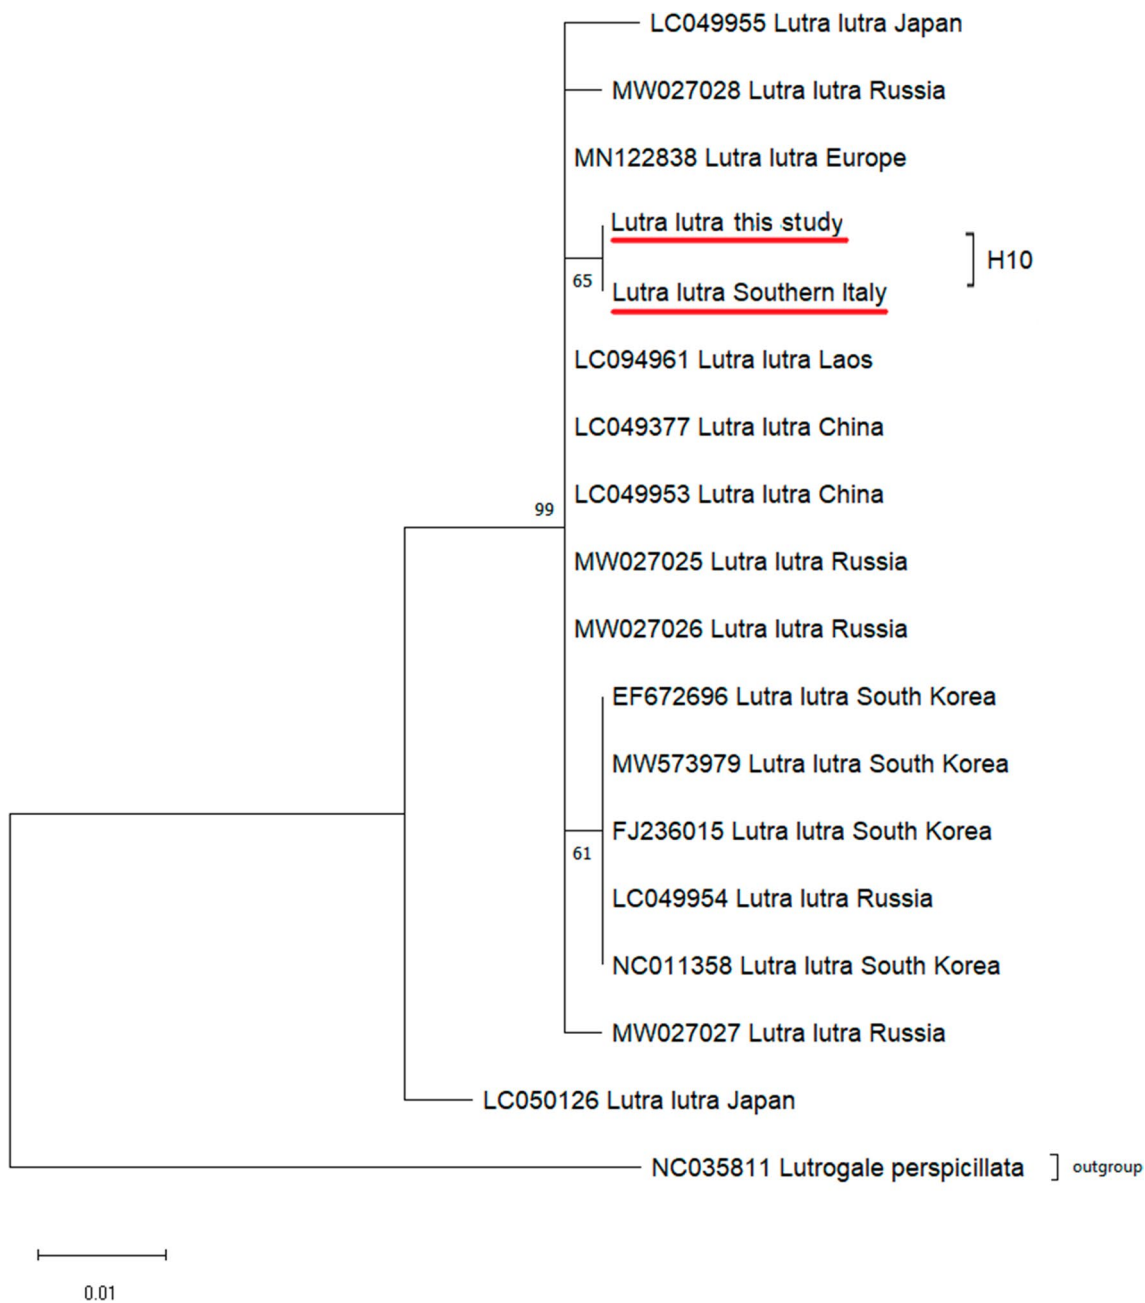 LC049955 Lutra lutra Japan
MW027028 Lutra lutra Russia
MN122838 Lutra lutra Europe
Lutra lutra this study
H10
65
Lutra lutra Southern Italy
LC094961 Lutra lutra Laos
LC049377 Lutra lutra China
LC049953 Lutra lutra China
99
MW027025 Lutra lutra Russia
MW027026 Lutra lutra Russia
EF672696 Lutra lutra South Korea
MW573979 Lutra lutra South Korea
FJ236015 Lutra lutra South Korea
61
LC049954 Lutra lutra Russia
NC011358 Lutra lutra South Korea
MW027027 Lutra lutra Russia
LC050126 Lutra lutra Japan
NC035811 Lutrogale perspicillata
outgroup
0.01